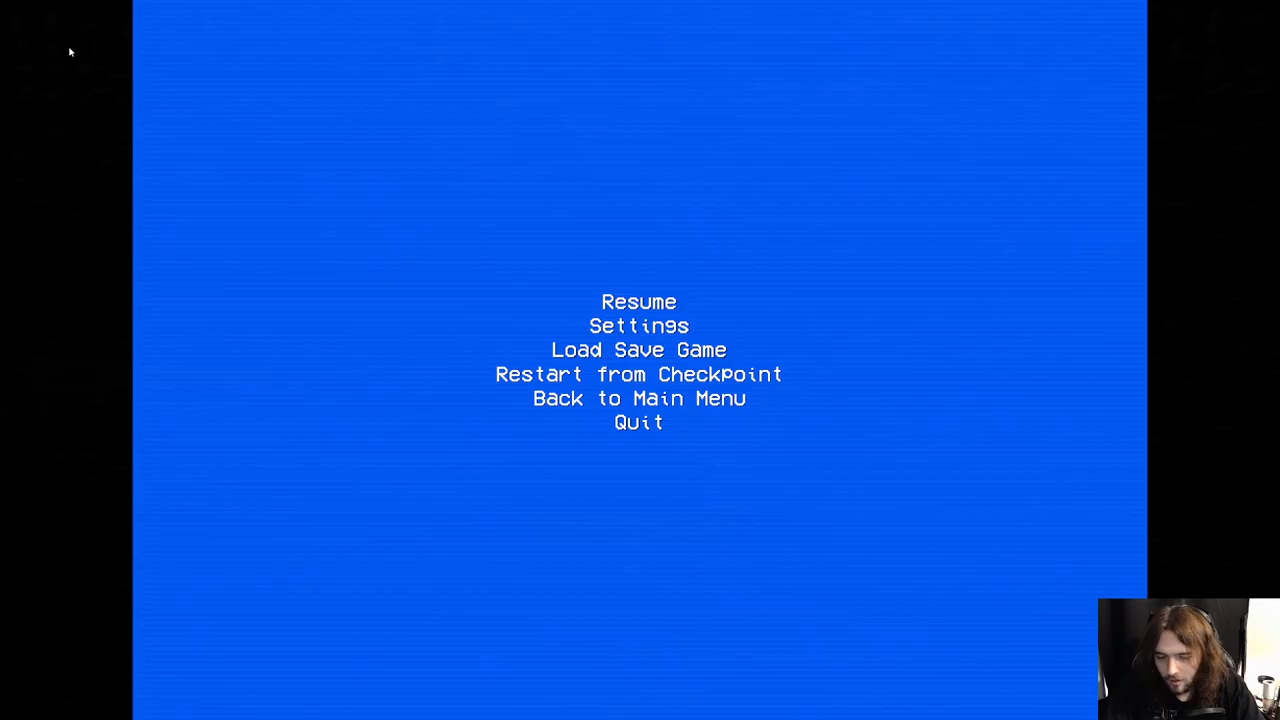 Resume
Settings
Load Save Game
Restart from Checkpoint
Back to Main Menu
Quit